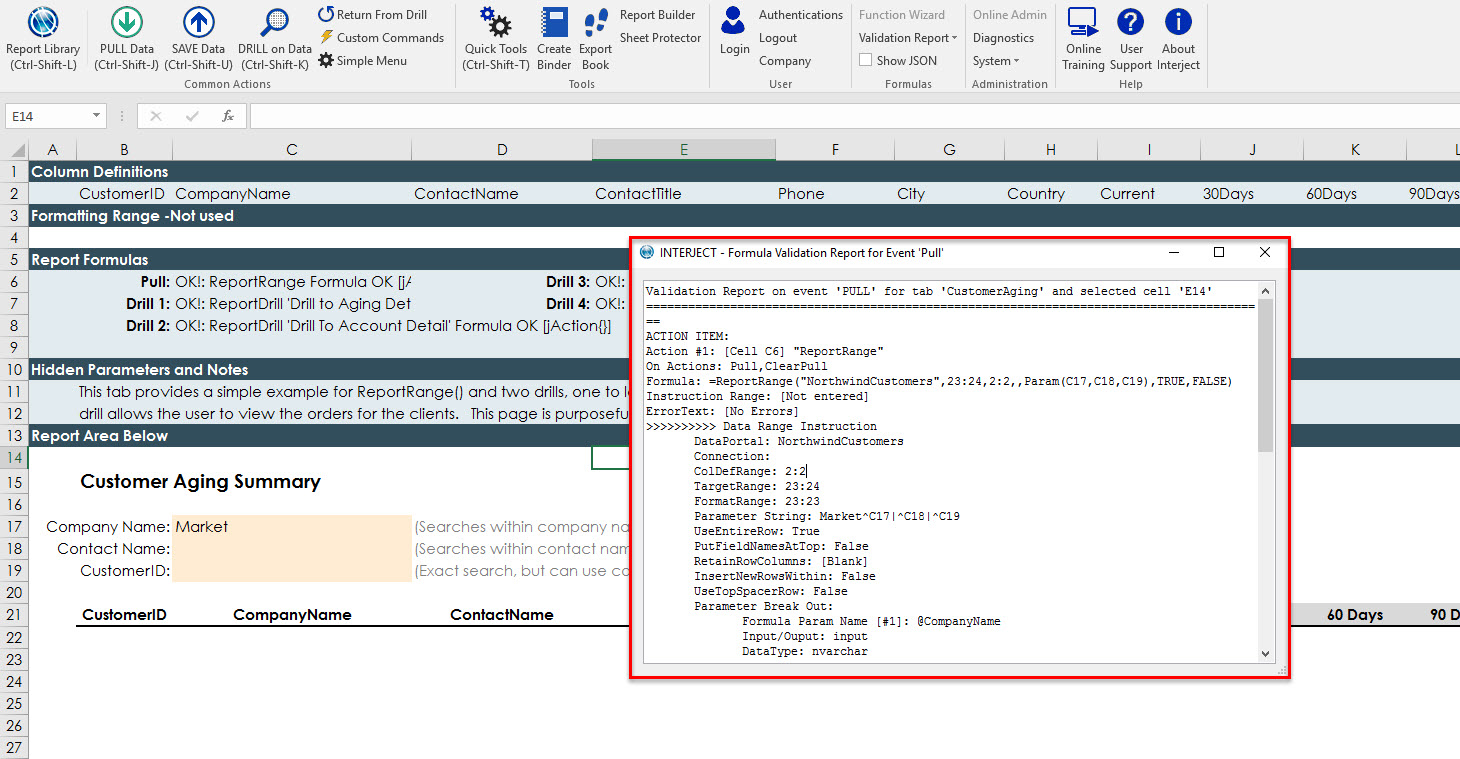 Report Library
(Ctrl-Shift-L)
PULL Data
(Ctrl-Shift-J)
SAVE Data
(Ctrl-Shift-U)
DRILL on Data
(Ctrl-Shift-K)
Return From Drill
Custom Commands
Simple Menu
Common Actions
Quick Tools
(Ctrl-Shift-T)
Create
Binder
Export
Book
Report Builder
Sheet Protector
Tools
Login
Authentications
Logout
Company
User
Function Wizard
Validation Report
Show JSON
Formulas
Online Admin
Diagnostics
System
Administration
Online
Training
User
Support
About
Interject
Help
E14
fx
A B C D E F G H I J K L
1 Column Definitions
2 CustomerID CompanyName ContactName ContactTitle Phone City Country Current 30Days 60Days 90Days
3 Formatting Range -Not used
4
5 Report Formulas
6 Pull: OK!: ReportRange Formula OK [jA Drill 3: OK!:
7 Drill 1: OK!: ReportDrill 'Drill to Aging Det Drill 4: OK!:
8 Drill 2: OK!: ReportDrill 'Drill To Account Detail' Formula OK [jAction{}]
9
10 Hidden Parameters and Notes
11 This tab provides a simple example for ReportRange() and two drills, one to
12 drill allows the user to view the orders for the clients. This page is purposefu
13 Report Area Below
14
15 Customer Aging Summary
16
17 Company Name: Market (Searches within company na
18 Contact Name: (Searches within contact nam
19 CustomerID: (Exact search, but can use co
20
21 CustomerID CompanyName ContactName 60 Days 90 D
22
23
24
25
26
27
INTERJECT - Formula Validation Report for Event 'Pull'
Validation Report on event 'PULL' for tab 'CustomerAging' and selected cell 'E14'
=======================================================================================
==
ACTION ITEM:
Action #1: [Cell C6] "ReportRange"
On Actions: Pull,ClearPull
Formula: =ReportRange("NorthwindCustomers",23:24,2:2,,Param(C17,C18,C19),TRUE,FALSE)
Instruction Range: [Not entered]
ErrorText: [No Errors]
>>>>>>>>>> Data Range Instruction
DataPortal: NorthwindCustomers
Connection:
ColDefRange: 2:2
TargetRange: 23:24
FormatRange: 23:23
Parameter String: Market^C17|^C18|^C19
UseEntireRow: True
PutFieldNamesAtTop: False
RetainRowColumns: [Blank]
InsertNewRowsWithin: False
UseTopSpacerRow: False
Parameter Break Out:
Formula Param Name [#1]: @CompanyName
Input/Ouput: input
DataType: nvarchar